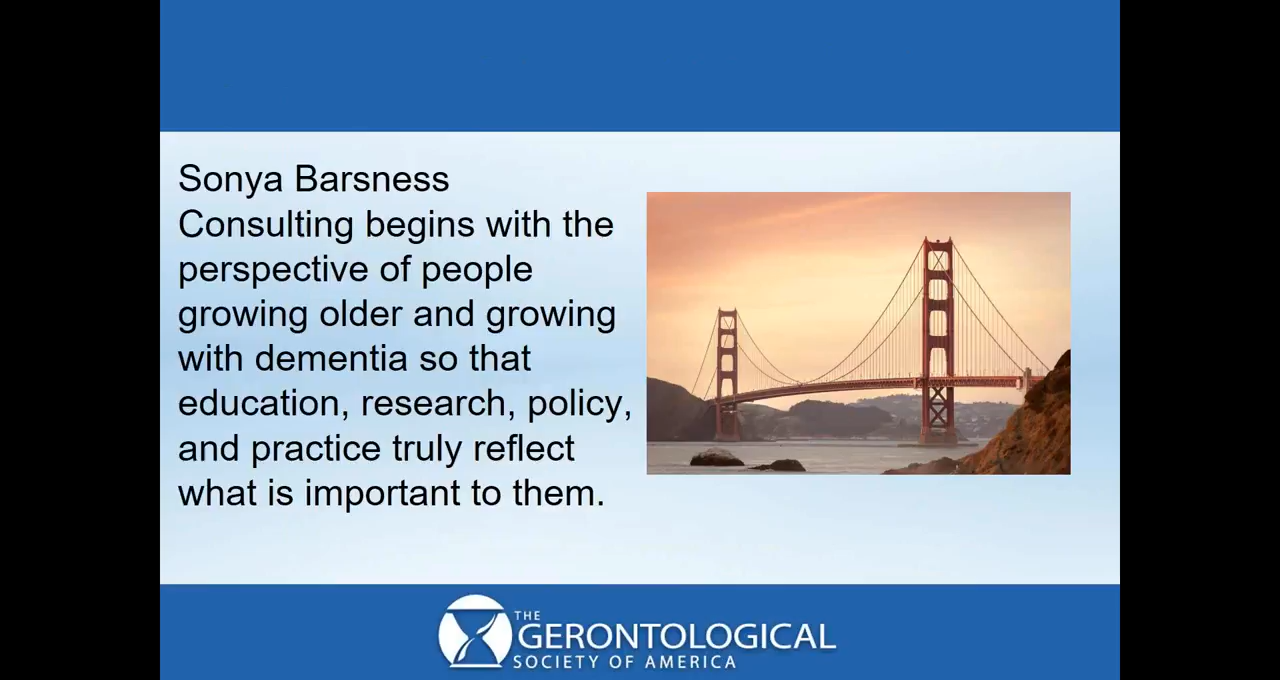 Sonya Barsness
Consulting begins with the
perspective of people
growing older and growing
with dementia so that
education, research, policy,
and practice truly reflect
what is important to them.
THE
GERONTOLOGICAL
SOCIETY OF AMERICA